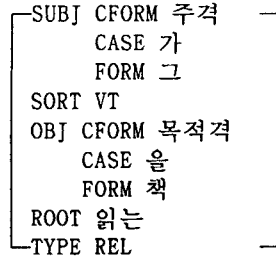 SUBJ CFORM 주격
CASE 가
FORM 그
SORT VT
OBJ CFORM 목적격
CASE 을
FORM 책
ROOT 읽는
TYPE REL